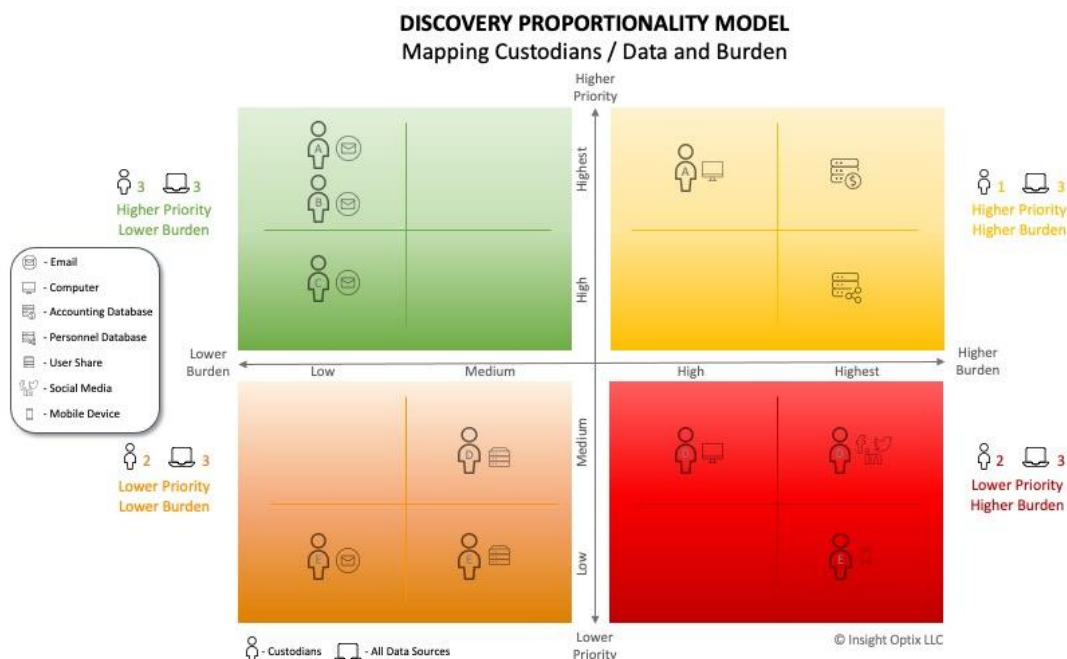 DISCOVERY PROPORTIONALITY MODEL
Mapping Custodians / Data and Burden
Higher
Priority
A
B
C
A
$
Highest
High
3 3
Higher Priority
Lower Burden
1 3
Higher Priority
Higher Burden
- Email
- Computer
- Accounting Database
- Personnel Database
- User Share
- Social Media
- Mobile Device
Lower
Burden
Low
Medium
High
Highest
Higher
Burden
D
E
E
D
D
E
Medium
Low
2 3
Lower Priority
Lower Burden
2 3
Lower Priority
Higher Burden
- Custodians
- All Data Sources
Lower
Priority
© Insight Optix LLC